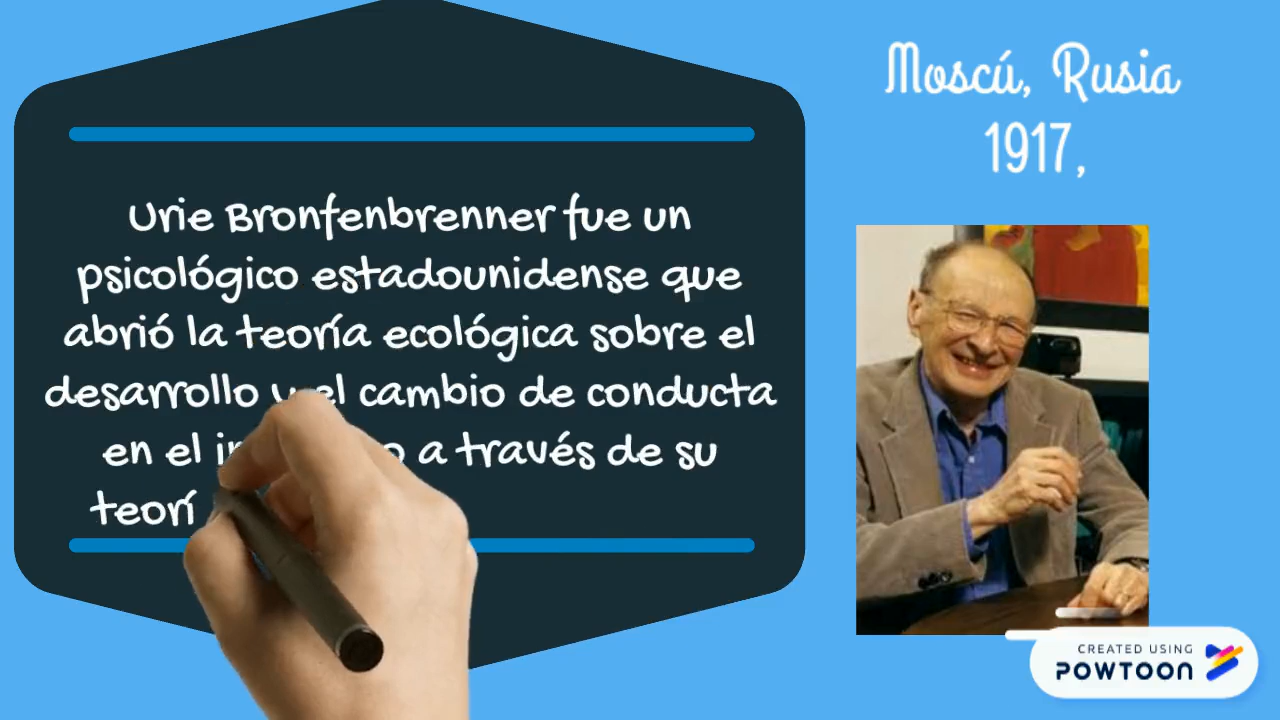 Moscú, Rusia
1917,
Urie Bronfenbrenner fue un
psicológico estadounidense que
abrió la teoría ecológica sobre el
desarrollo el cambio de conducta
en el a través de su
teorí
CREATED USING
POWTOON